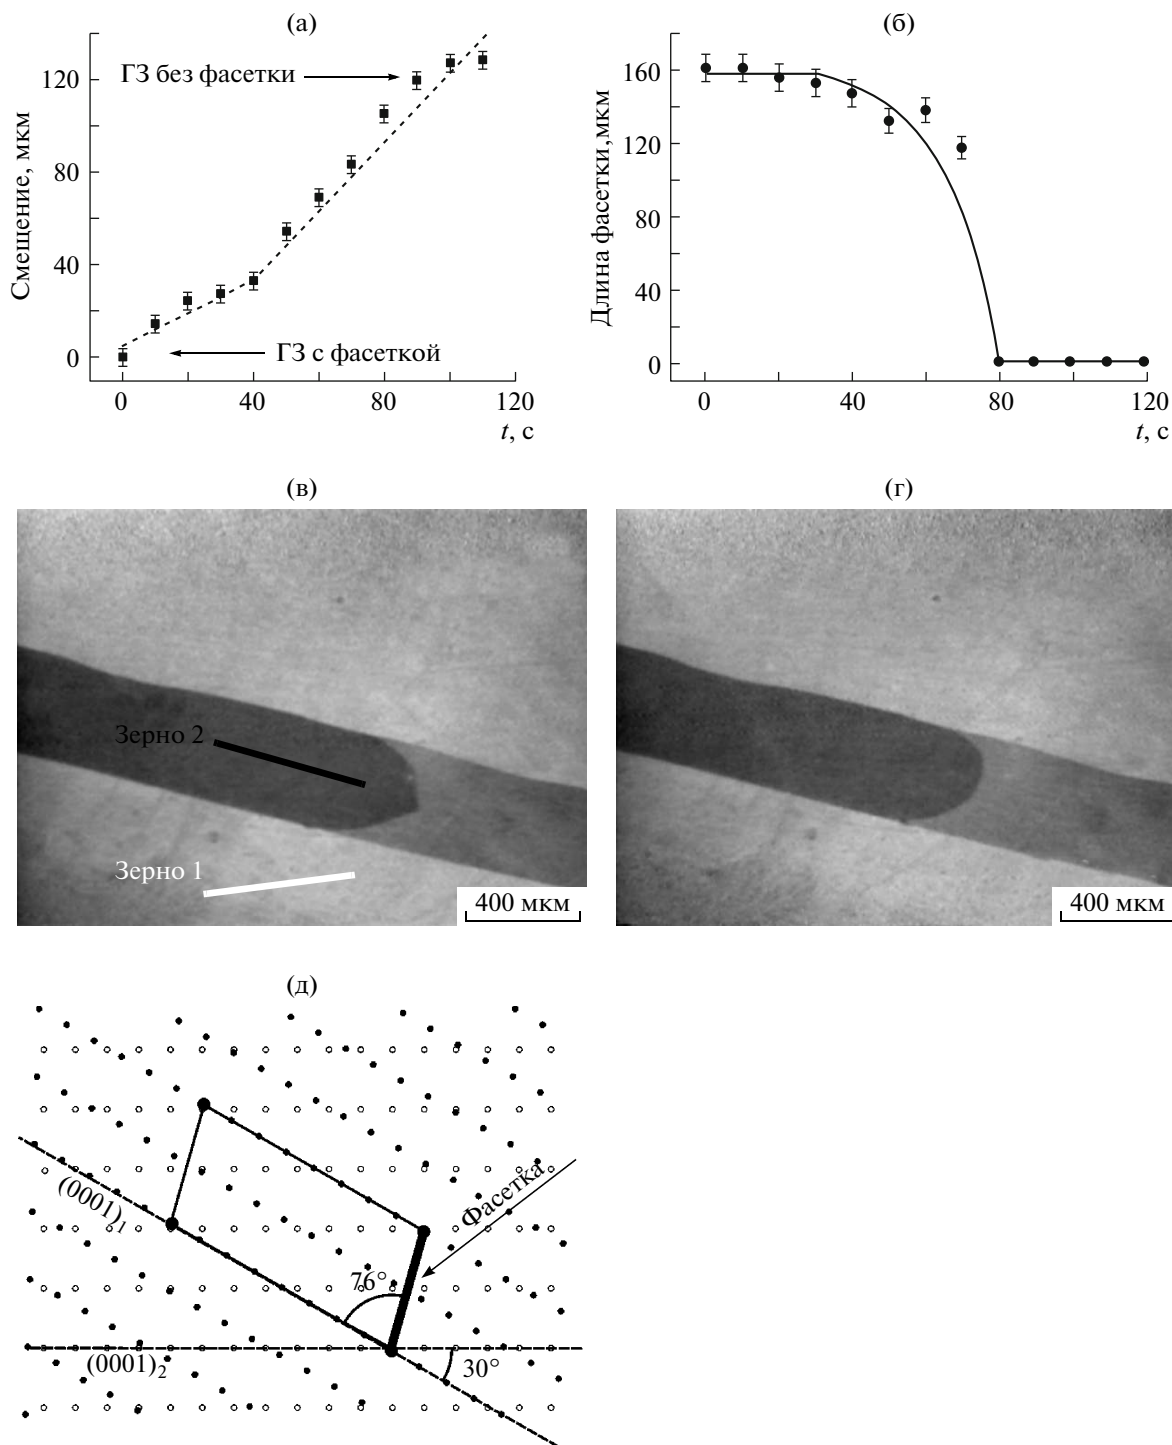 (а)
ГЗ без фасетки
ГЗ с фасеткой
Смещение, мкм
120
80
40
0
0 40 80 120
t, с
(б)
Длина фасетки,мкм
160
120
80
40
0
0 40 80 120
t, с
(в)
Зерно 2
Зерно 1
400 мкм
(г)
400 мкм
(д)
(0001)₁
Фасетка
76°
(0001)₂
30°